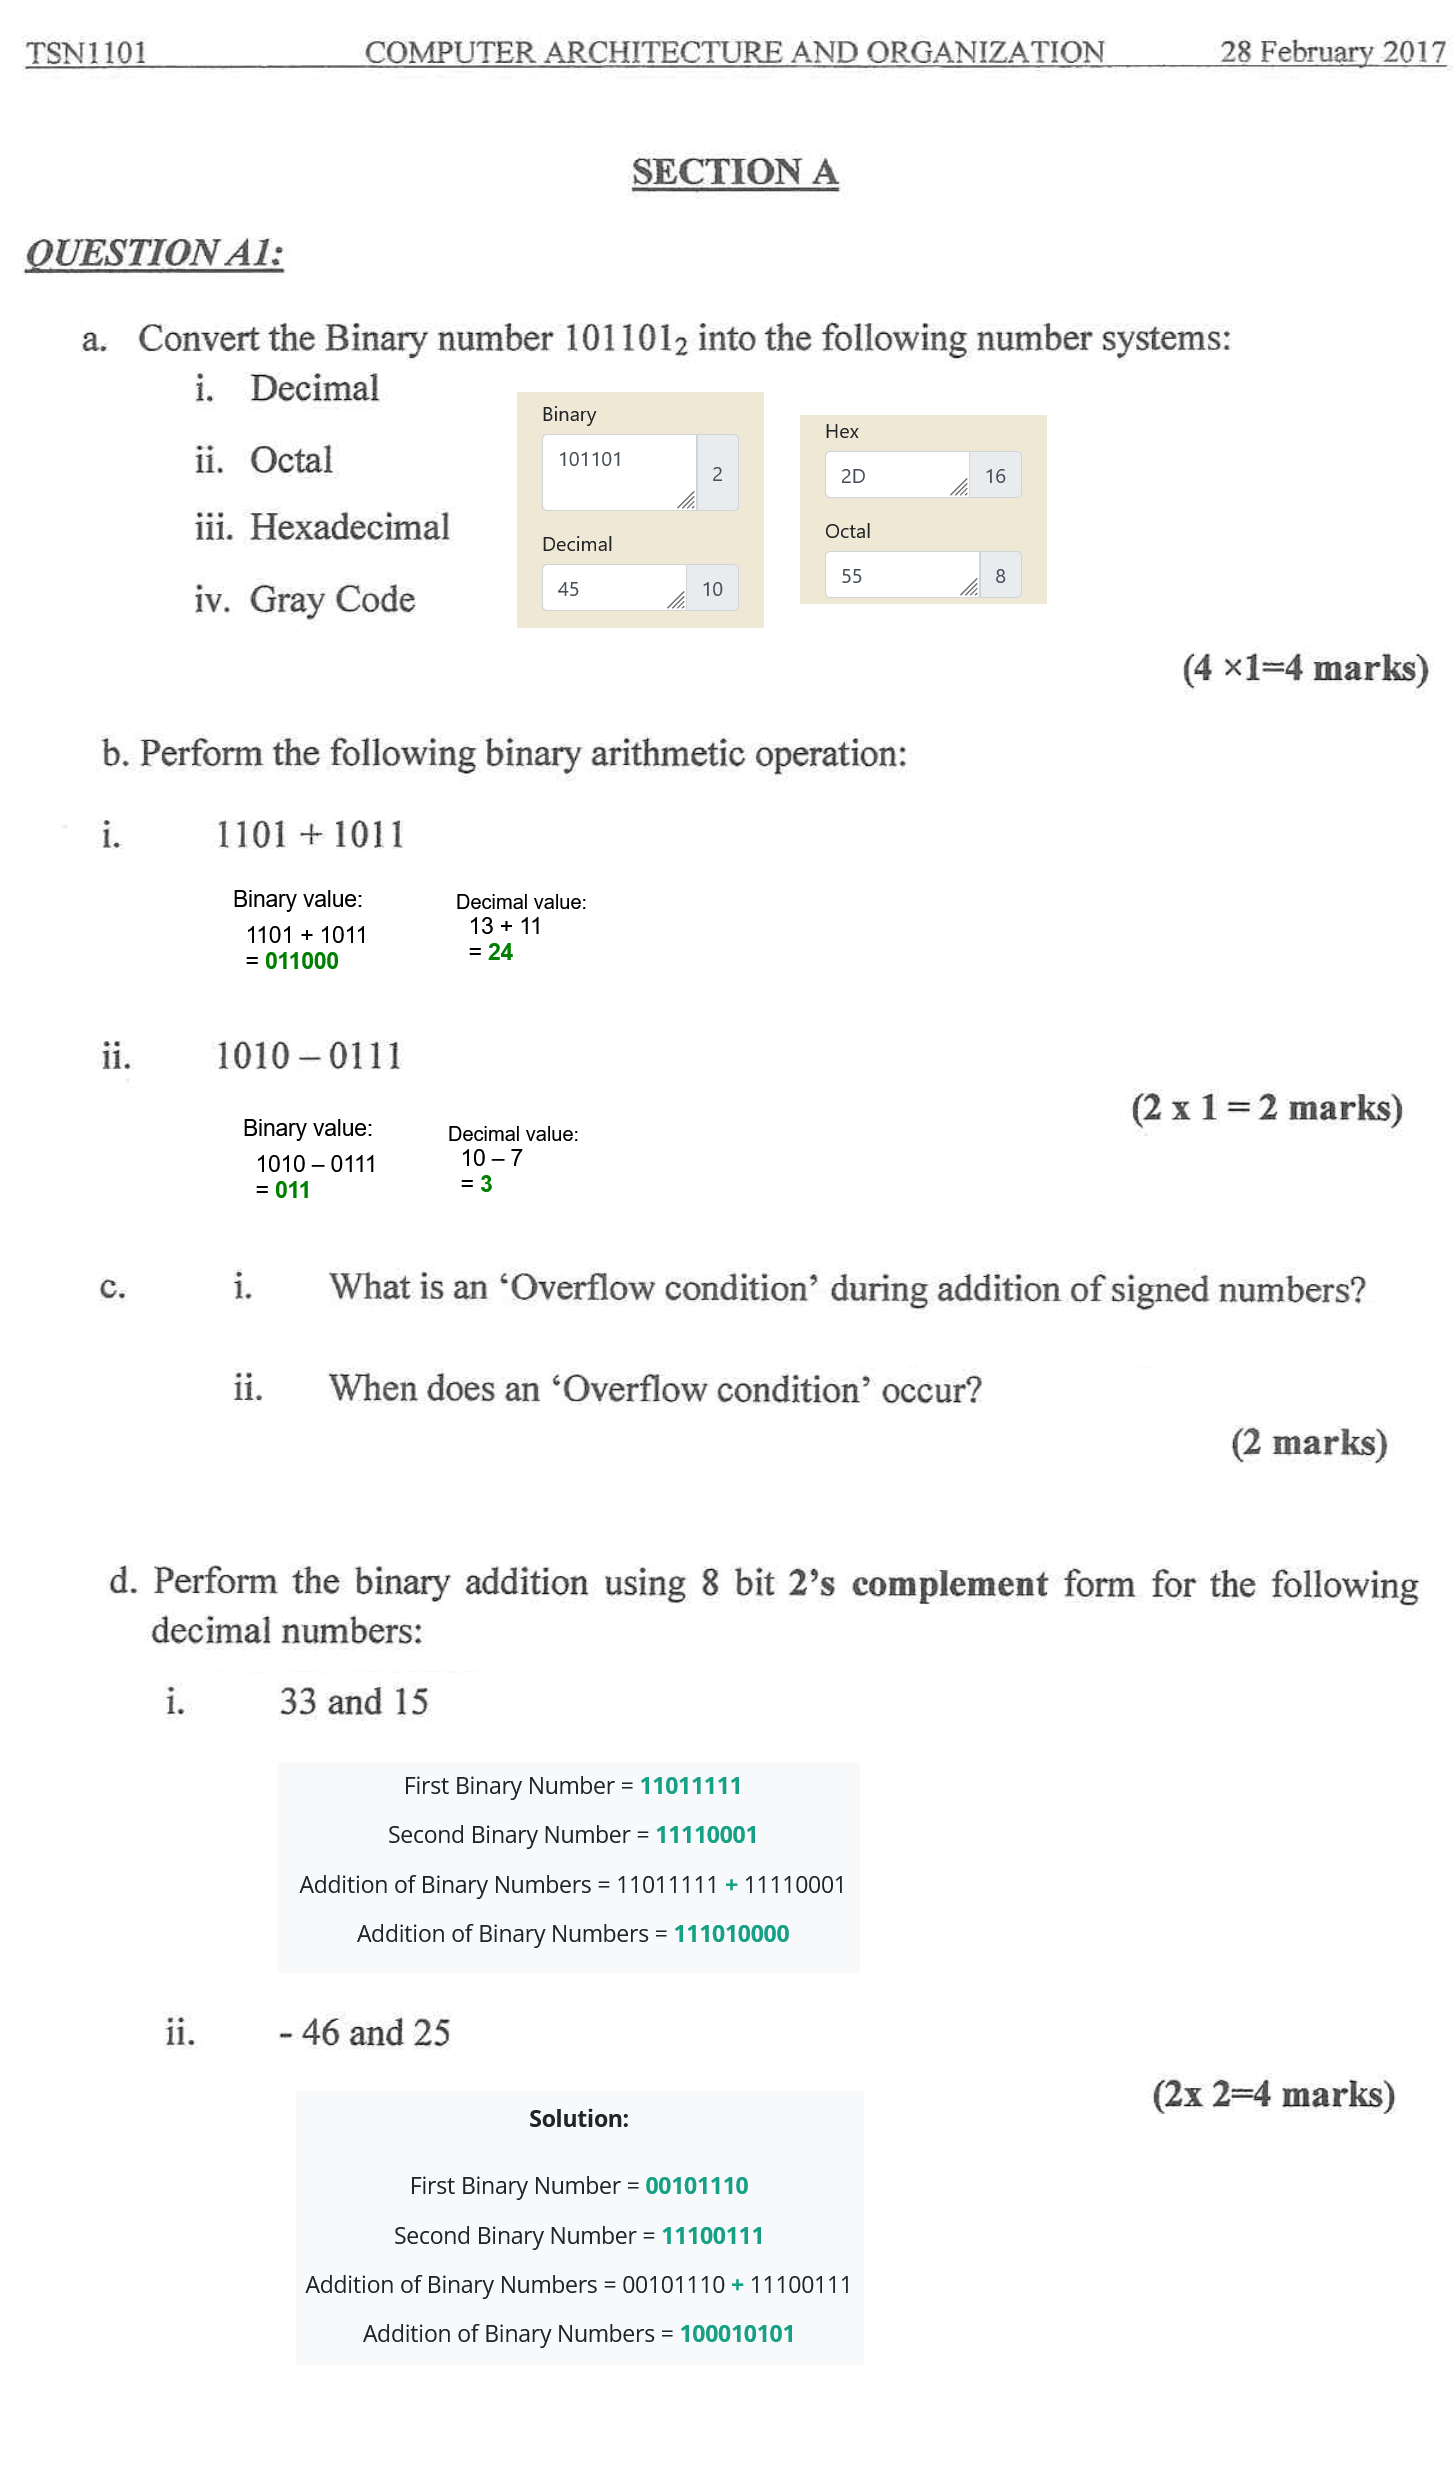 TSN1101 COMPUTER ARCHITECTURE AND ORGANIZATION 28 February 2017
SECTION A
QUESTION A1:
a. Convert the Binary number 101101₂ into the following number systems:
i. Decimal
ii. Octal
iii. Hexadecimal
iv. Gray Code
Binary
101101 2
Decimal
45 10
Hex
2D 16
Octal
55 8
(4 ×1=4 marks)
b. Perform the following binary arithmetic operation:
i. 1101 + 1011
Binary value:
1101 + 1011
= 011000
Decimal value:
13 + 11
= 24
ii. 1010 – 0111
(2 x 1 = 2 marks)
Binary value:
1010 – 0111
= 011
Decimal value:
10 – 7
= 3
c. i. What is an ‘Overflow condition’ during addition of signed numbers?
ii. When does an ‘Overflow condition’ occur?
(2 marks)
d. Perform the binary addition using 8 bit 2’s complement form for the following
decimal numbers:
i. 33 and 15
First Binary Number = 11011111
Second Binary Number = 11110001
Addition of Binary Numbers = 11011111 + 11110001
Addition of Binary Numbers = 111010000
ii. - 46 and 25
(2x 2=4 marks)
Solution:
First Binary Number = 00101110
Second Binary Number = 11100111
Addition of Binary Numbers = 00101110 + 11100111
Addition of Binary Numbers = 100010101